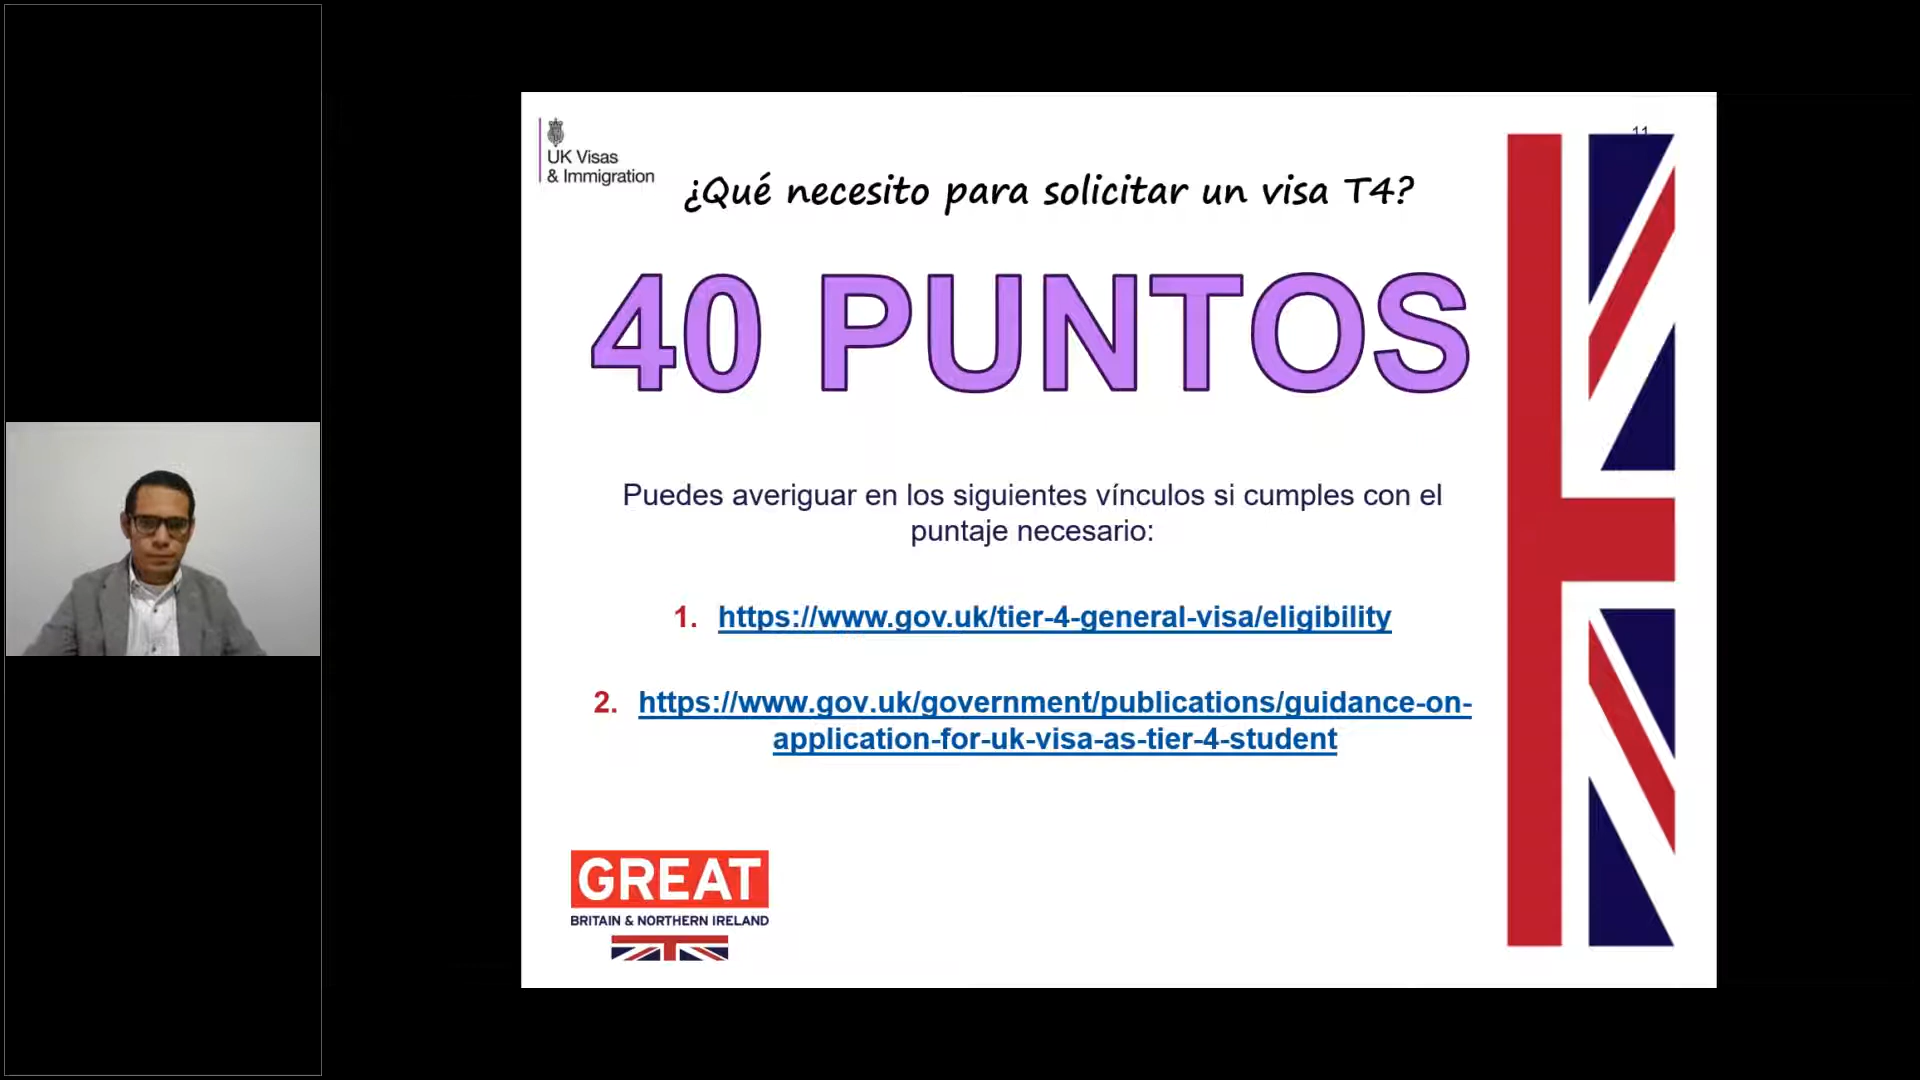 11
UK Visas
& Immigration
¿Qué necesito para solicitar un visa T4?
40 PUNTOS
Puedes averiguar en los siguientes vínculos si cumples con el
puntaje necesario:
1. https://www.gov.uk/tier-4-general-visa/eligibility
2. https://www.gov.uk/government/publications/guidance-on-
application-for-uk-visa-as-tier-4-student
GREAT
BRITAIN & NORTHERN IRELAND